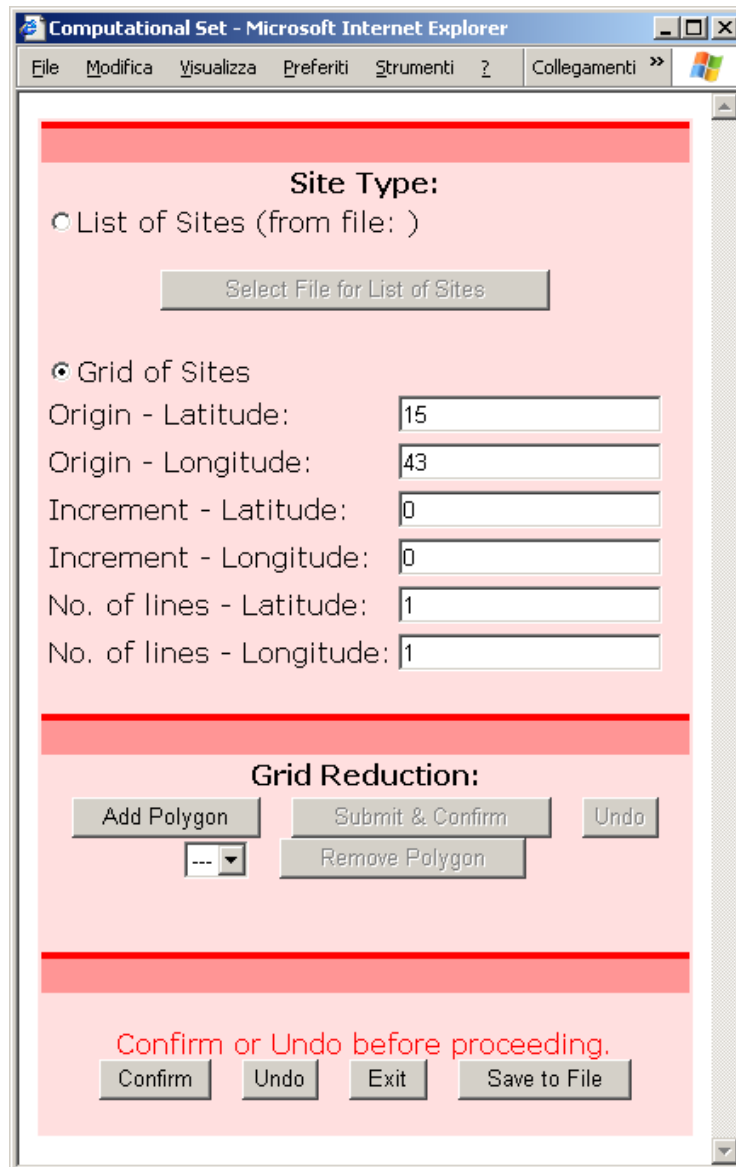 Computational Set - Microsoft Internet Explorer
File Modifica Visualizza Preferiti Strumenti ? Collegamenti »
Site Type:
List of Sites (from file: )
Select File for List of Sites
Grid of Sites
Origin - Latitude: 15
Origin - Longitude: 43
Increment - Latitude: 0
Increment - Longitude: 0
No. of lines - Latitude: 1
No. of lines - Longitude: 1
Grid Reduction:
Add Polygon Submit & Confirm Undo
--- Remove Polygon
Confirm or Undo before proceeding.
Confirm Undo Exit Save to File